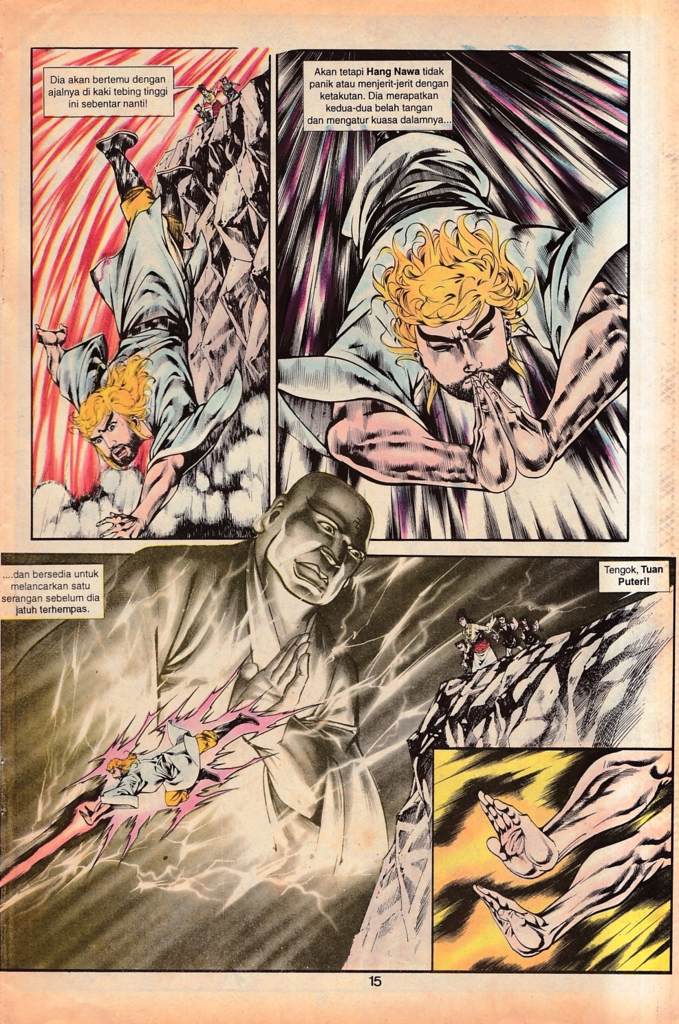 Dia akan bertemu dengan
ajalnya di kaki tebing tinggi
ini sebentar nanti!
Akan tetapi Hang Nawa tidak
panik atau menjerit-jerit dengan
ketakutan. Dia merapatkan
kedua-dua belah tangan
dan mengatur kuasa dalamnya...
....dan bersedia untuk
melancarkan satu
serangan sebelum dia
jatuh terhempas.
Tengok, Tuan
Puteri!
15